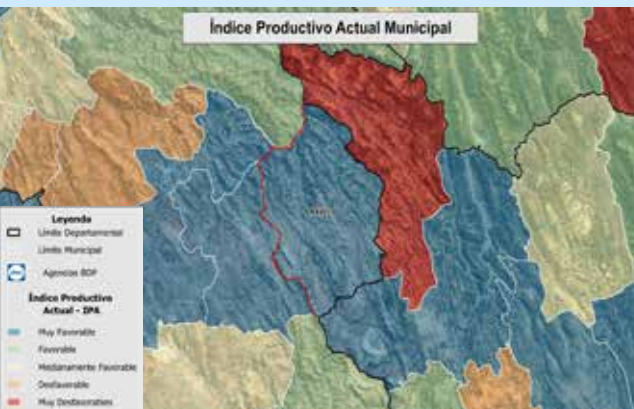 Índice Productivo Actual Municipal
Leyenda
Límite Departamental
Límite Municipal
Agencias BDP
Índice Productivo
Actual - IPA
Muy Favorable
Favorable
Medianamente Favorable
Desfavorable
Muy Desfavorable